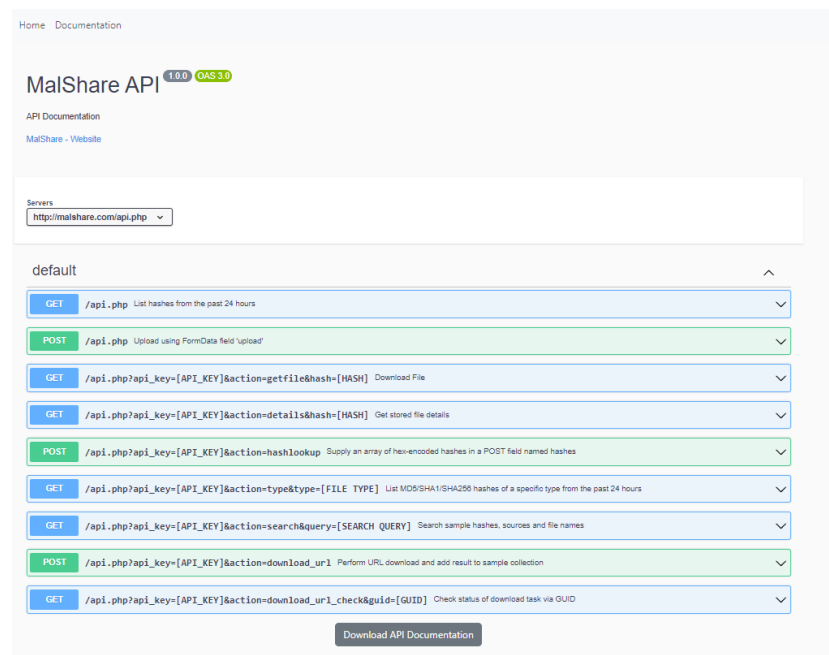 Home Documentation
MalShare API 1.0.0 OAS 3.0
API Documentation
MalShare - Website
Servers
http://malshare.com/api.php
default
GET /api.php List hashes from the past 24 hours
POST /api.php Upload using FormData field 'upload'
GET /api.php?api_key=[API_KEY]&action=getfile&hash=[HASH] Download File
GET /api.php?api_key=[API_KEY]&action=details&hash=[HASH] Get stored file details
POST /api.php?api_key=[API_KEY]&action=hashlookup Supply an array of hex-encoded hashes in a POST field named hashes
GET /api.php?api_key=[API_KEY]&action=type&type=[FILE TYPE] List MD5/SHA1/SHA256 hashes of a specific type from the past 24 hours
GET /api.php?api_key=[API_KEY]&action=search&query=[SEARCH QUERY] Search sample hashes, sources and file names
POST /api.php?api_key=[API_KEY]&action=download_url Perform URL download and add result to sample collection
GET /api.php?api_key=[API_KEY]&action=download_url_check&guid=[GUID] Check status of download task via GUID
Download API Documentation